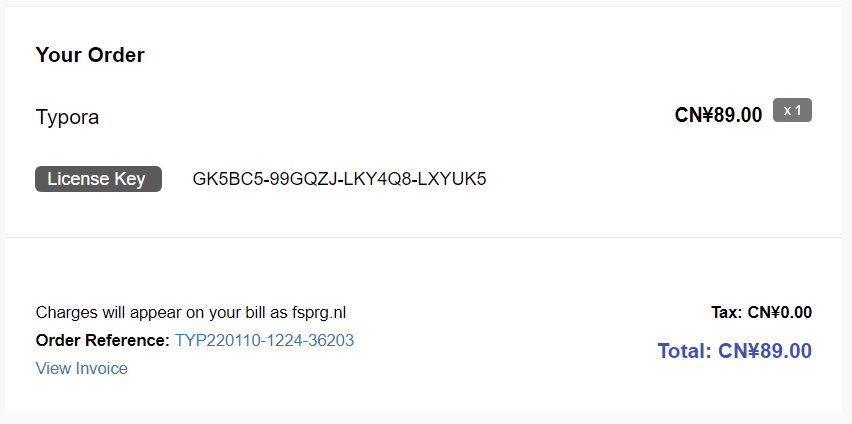 Your Order
Typora CN¥89.00 x 1
License Key GK5BC5-99GQZJ-LKY4Q8-LXYUK5
Charges will appear on your bill as fsprg.nl Tax: CN¥0.00
Order Reference: TYP220110-1224-36203
Total: CN¥89.00
View Invoice